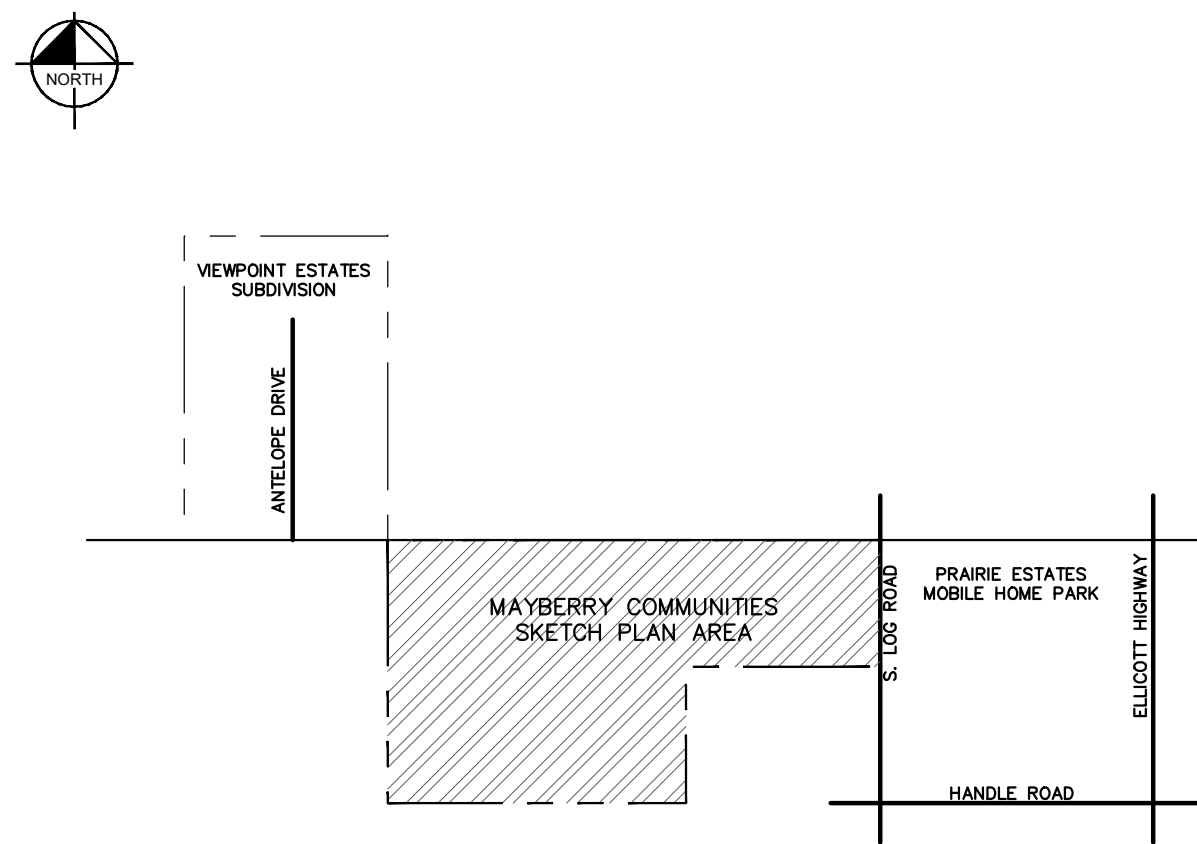 NORTH
VIEWPOINT ESTATES
SUBDIVISION
ANTELOPE DRIVE
MAYBERRY COMMUNITIES
SKETCH PLAN AREA
S. LOG ROAD
PRAIRIE ESTATES
MOBILE HOME PARK
ELLICOTT HIGHWAY
HANDLE ROAD